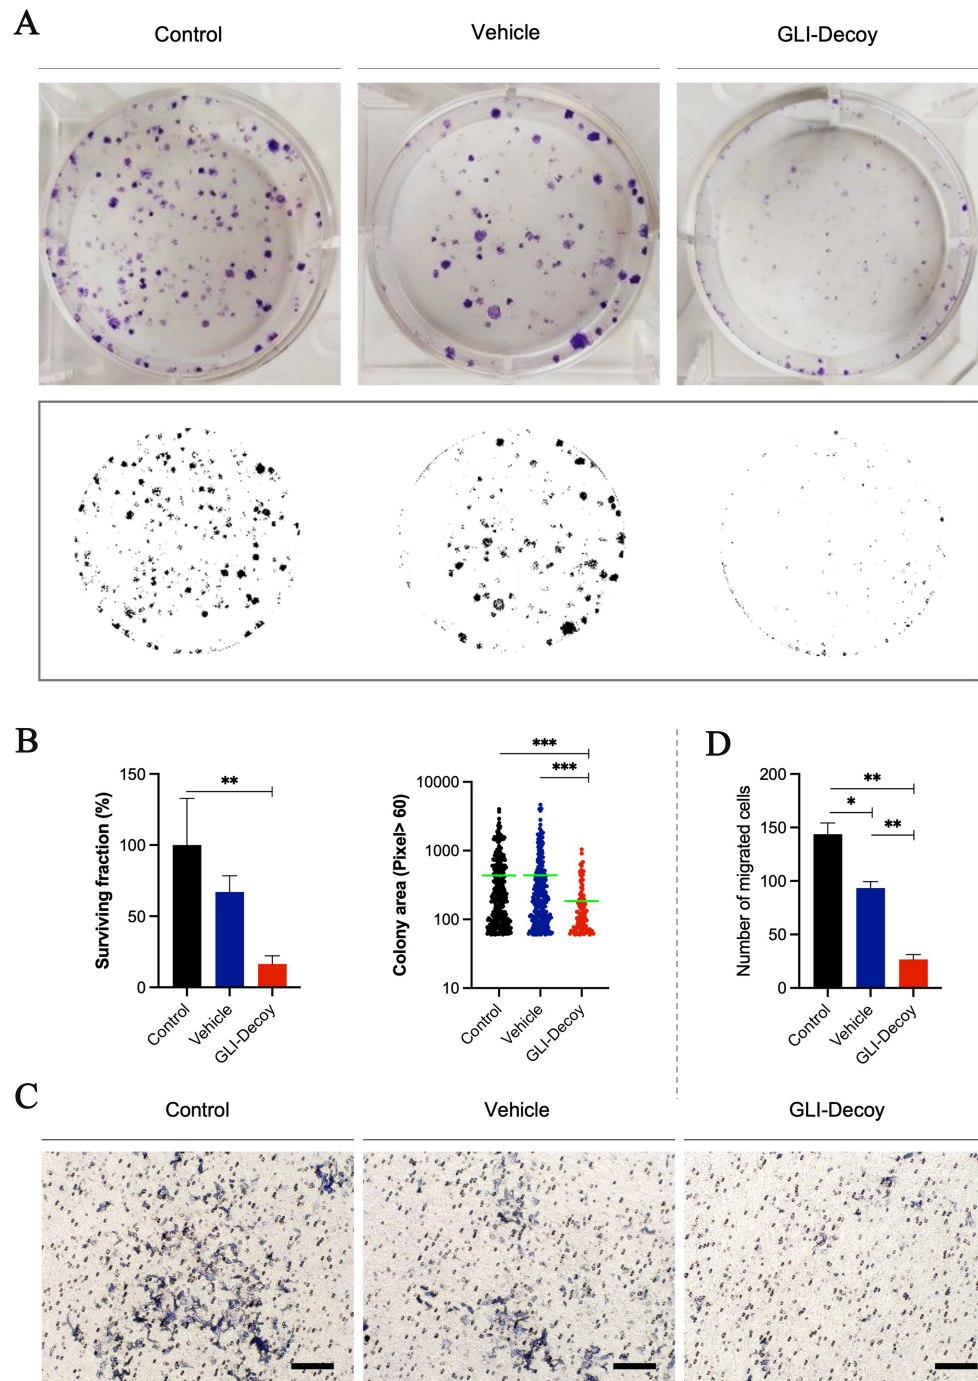 A
Control Vehicle GLI-Decoy
B
150
100
50
0
Surviving fraction (%)
**
Control
Vehicle
GLI-Decoy
10000
1000
100
10
Colony area (Pixel> 60)
***
***
Control
Vehicle
GLI-Decoy
D
200
150
100
50
0
Number of migrated cells
**
*
**
Control
Vehicle
GLI-Decoy
C
Control Vehicle GLI-Decoy